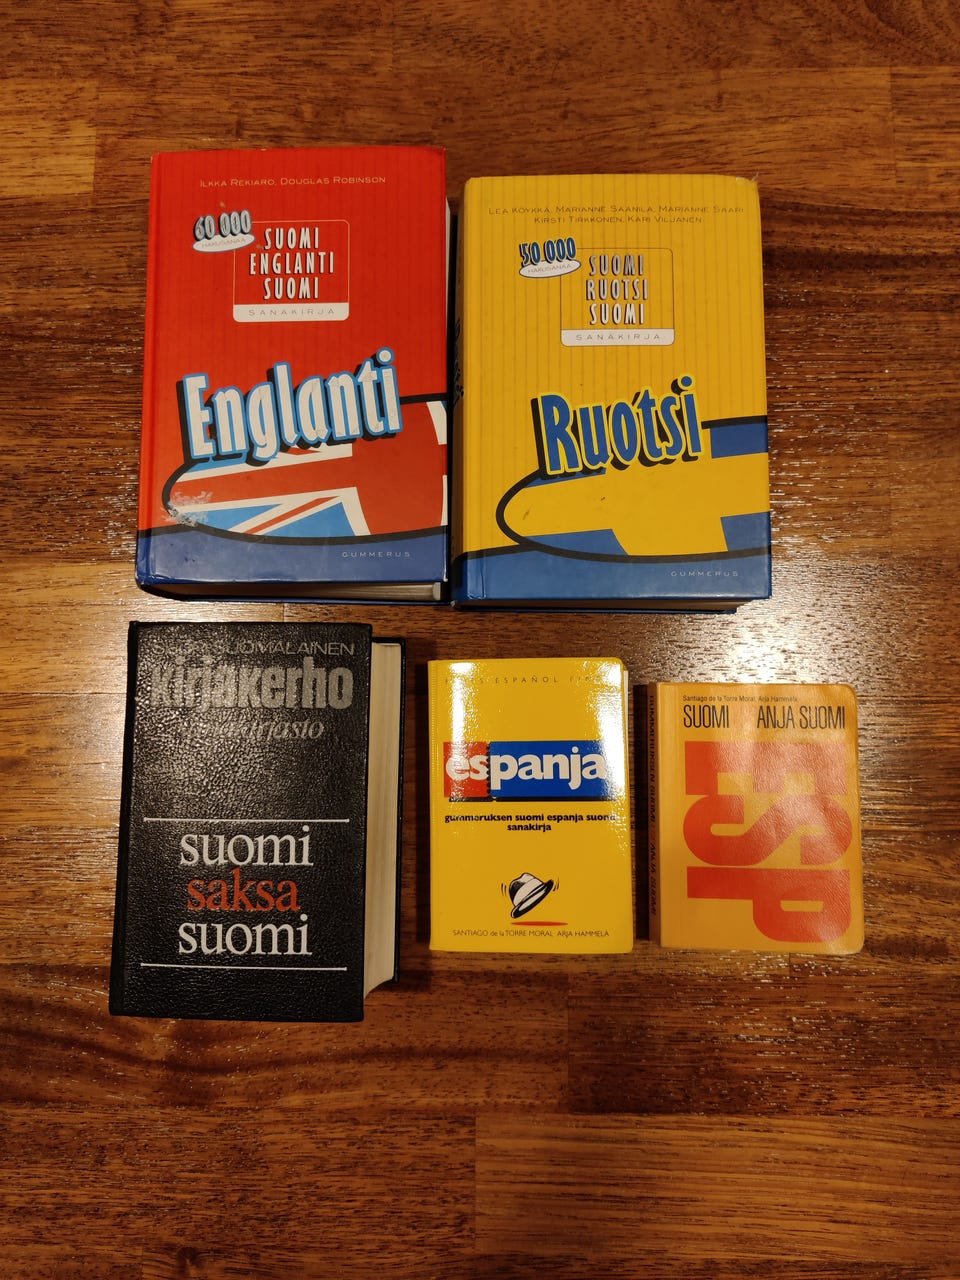 ILKKA REKIARO, DOUGLAS ROBINSON
60 000
HAKUSANAA
SUOMI
ENGLANTI
SUOMI
SANAKIRJA
Englanti
GUMMERUS
LEA KÖYKKÄ, MARIANNE SAANILA, MARIANNE SAARI
KIRSTI TIRKKONEN, KARI VILJANEN
50 000
HAKUSANAA
SUOMI
RUOTSI
SUOMI
SANAKIRJA
Ruotsi
GUMMERUS
SUURI SUOMALAINEN
kirjakerho
suomi
saksa
suomi
ESPAÑOL
espanja
gummeruksen suomi espanja suomi
sanakirja
SANTIAGO de la TORRE MORAL ARJA HAMMELA
Santiago de la Torre Moral, Arja Hammela
SUOMI ANJA SUOMI
ESP